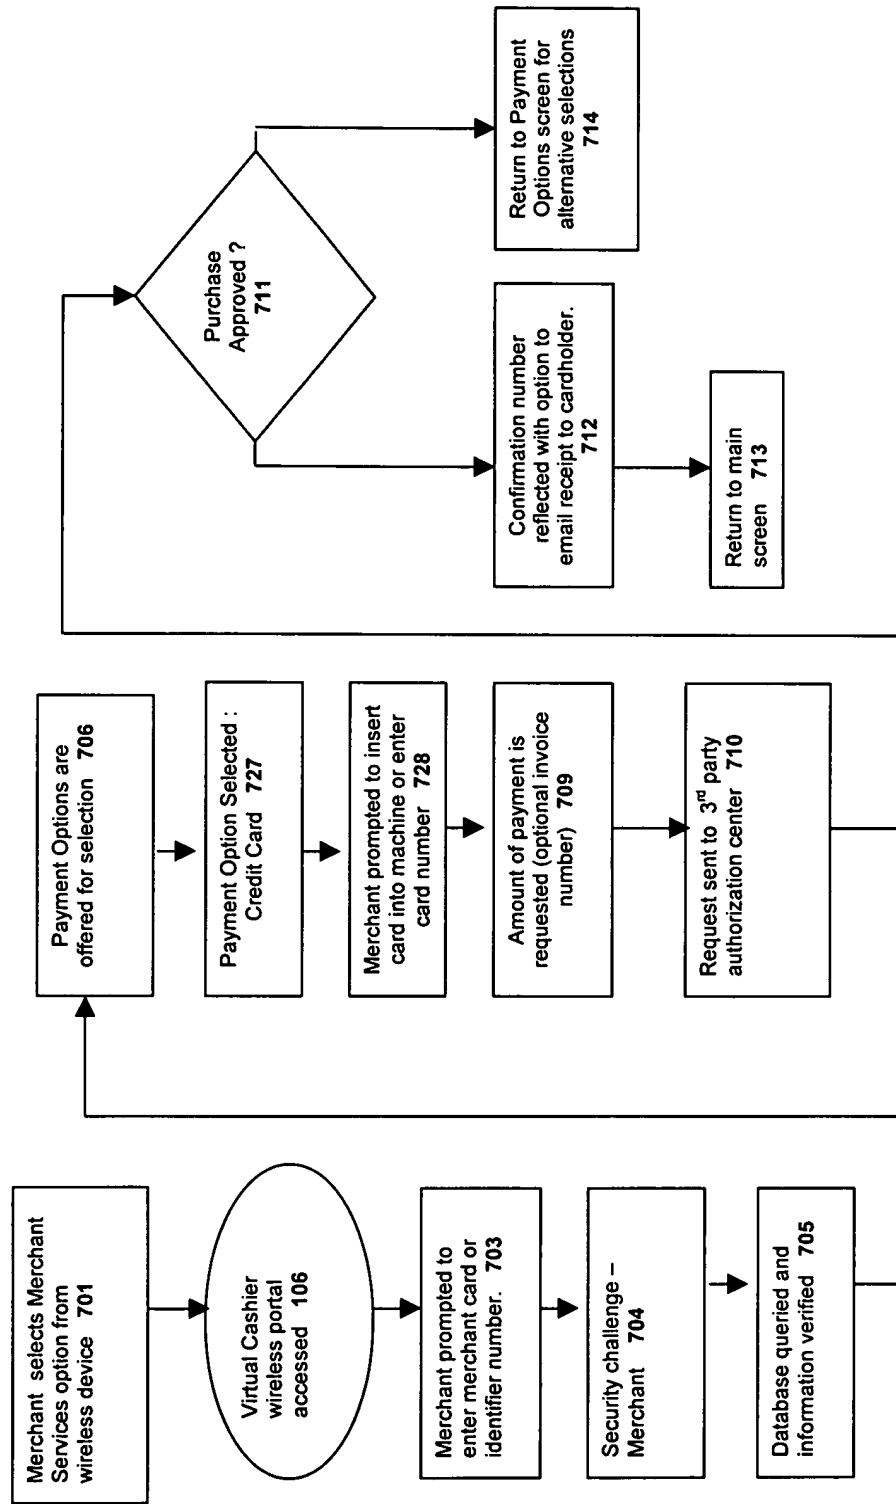 Merchant selects Merchant
Services option from
wireless device 701
Virtual Cashier
wireless portal
accessed 106
Merchant prompted to
enter merchant card or
identifier number. 703
Security challenge –
Merchant 704
Database queried and
information verified 705
Payment Options are
offered for selection 706
Payment Option Selected :
Credit Card 727
Merchant prompted to insert
card into machine or enter
card number 728
Amount of payment is
requested (optional invoice
number) 709
Request sent to 3rd party
authorization center 710
Purchase
Approved ?
711
Confirmation number
reflected with option to
email receipt to cardholder.
712
Return to main
screen 713
Return to Payment
Options screen for
alternative selections
714